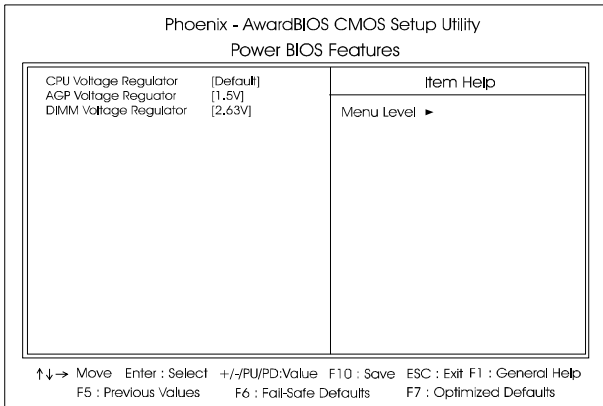 Phoenix - AwardBIOS CMOS Setup Utility
Power BIOS Features
CPU Voltage Regulator [Default]
AGP Voltage Reguator [1.5V]
DIMM Voltage Regulator [2.63V]
Item Help
Menu Level ►
↑↓→ Move Enter : Select +/-/PU/PD:Value F10 : Save ESC : Exit F1 : General Help
F5 : Previous Values F6 : Fail-Safe Defaults F7 : Optimized Defaults